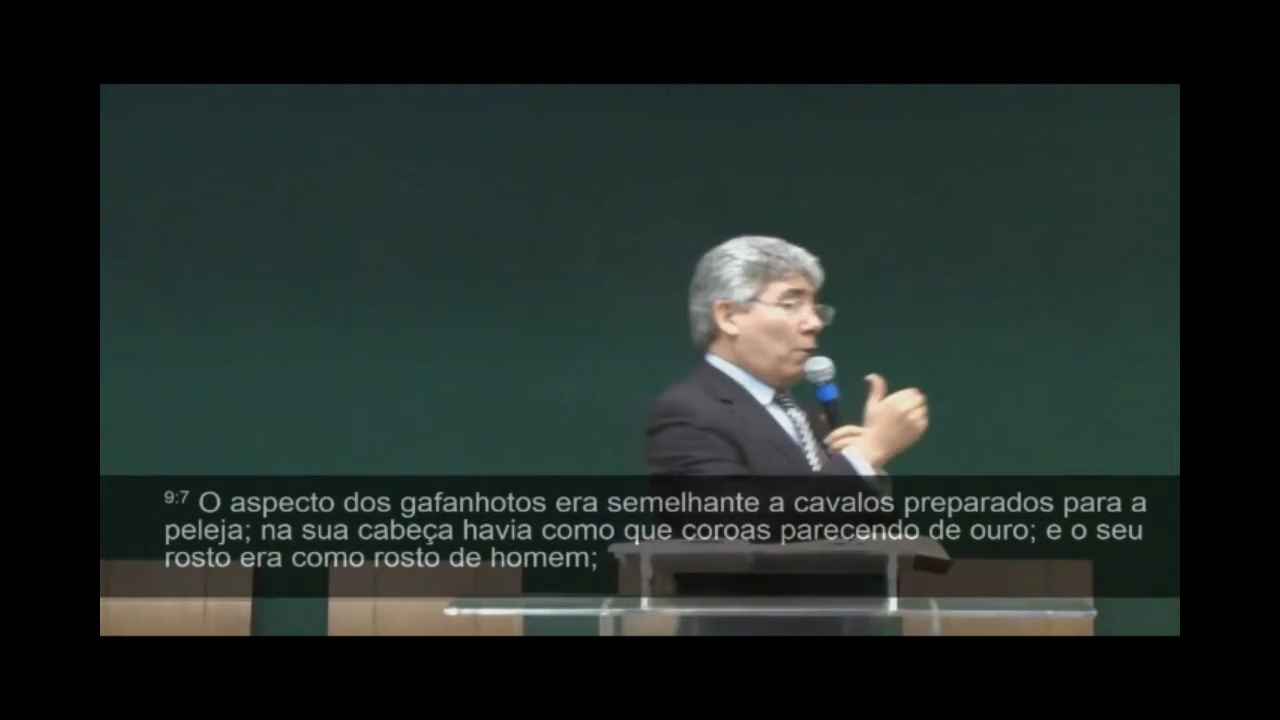 9:7 O aspecto dos gafanhotos era semelhante a cavalos preparados para a
peleja; na sua cabeça havia como que coroas parecendo de ouro; e o seu
rosto era como rosto de homem;